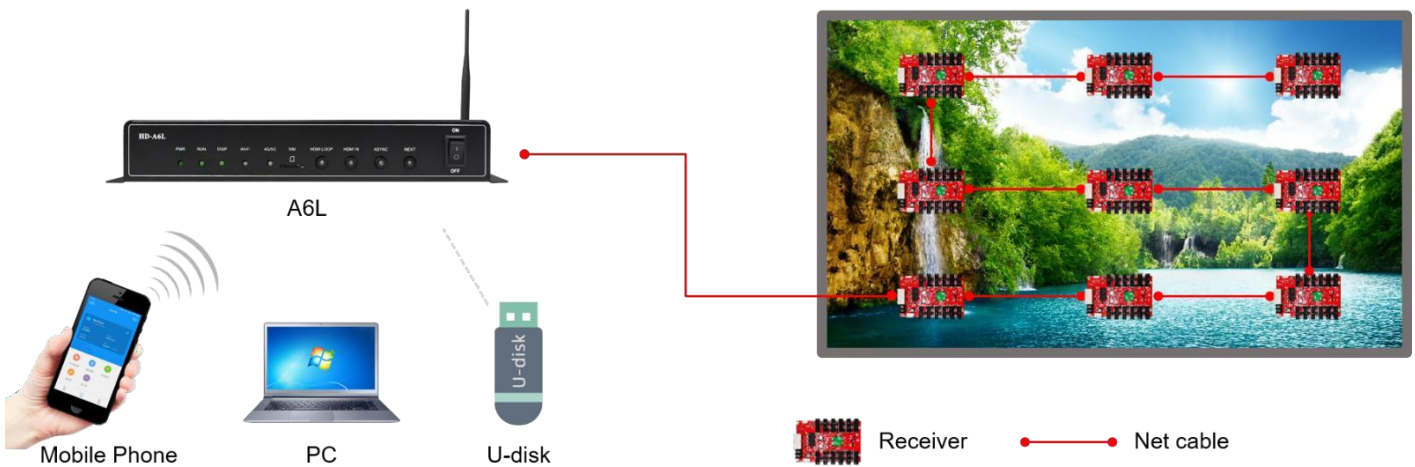 HD-A6L
PWR RUN DISP Wi-Fi 4G/5G SIM HDMI-LOOP HDMI-IN ASYNC NEXT
ON
OFF
A6L
U-disk
Mobile Phone
PC
U-disk
Receiver
Net cable